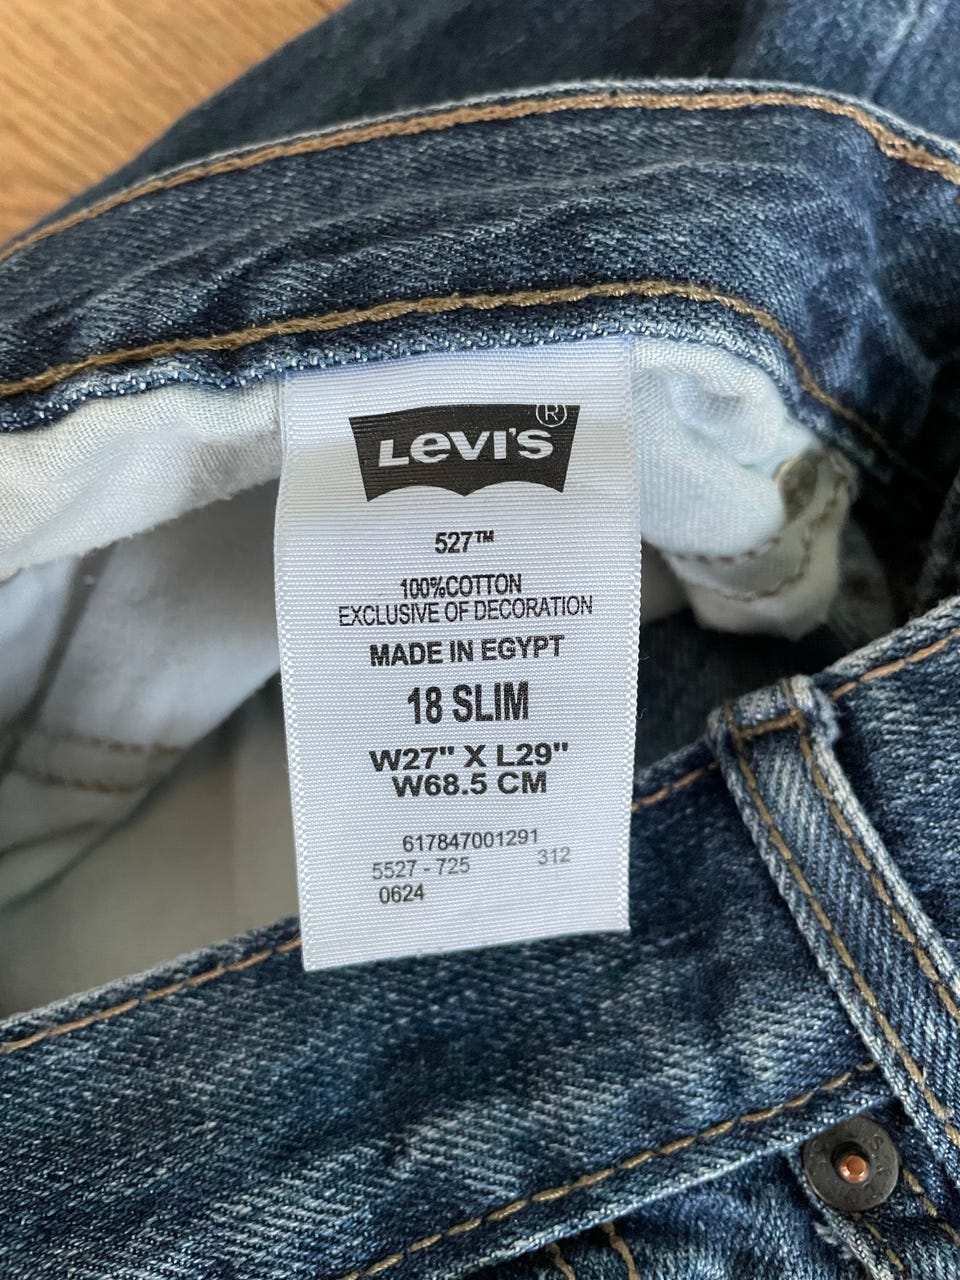 LEVI'S®
527™
100%COTTON
EXCLUSIVE OF DECORATION
MADE IN EGYPT
18 SLIM
W27" X L29"
W68.5 CM
617847001291
5527 - 725 312
0624